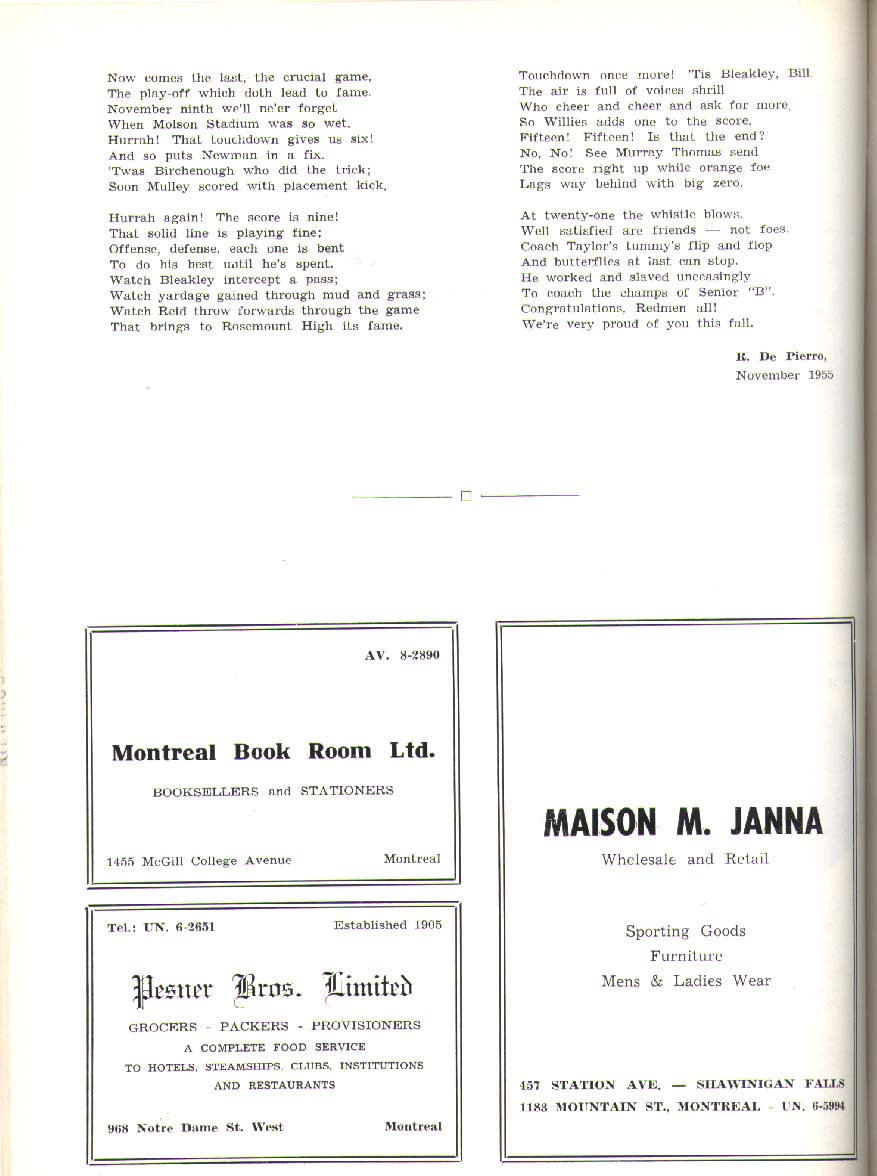 Now comes the last, the crucial game,
The play-off which doth lead to fame.
November ninth we'll ne'er forget
When Molson Stadium was so wet.
Hurrah! That touchdown gives us six!
And so puts Newman in a fix.
'Twas Birchenough who did the trick;
Soon Mulley scored with placement kick.

Hurrah again! The score is nine!
That solid line is playing fine;
Offense, defense, each one is bent
To do his best until he's spent.
Watch Bleakley intercept a pass;
Watch yardage gained through mud and grass;
Watch Reid throw forwards through the game
That brings to Rosemount High its fame.

Touchdown once more! 'Tis Bleakley, Bill.
The air is full of voices shrill
Who cheer and cheer and ask for more.
So Willies adds one to the score.
Fifteen! Fifteen! Is that the end?
No, No! See Murray Thomas send
The score right up while orange foe
Lags way behind with big zero.

At twenty-one the whistle blows.
Well satisfied are friends — not foes.
Coach Taylor's tummy's flip and flop
And butterflies at last can stop.
He worked and slaved unceasingly
To coach the champs of Senior "B".
Congratulations, Redmen all!
We're very proud of you this fall.

R. De Pierro,
November 1955

AV. 8-2890
Montreal Book Room Ltd.
BOOKSELLERS and STATIONERS
1455 McGill College Avenue Montreal

Tel.: UN. 6-2651 Established 1905
Pesner Bros. Limited
GROCERS - PACKERS - PROVISIONERS
A COMPLETE FOOD SERVICE
TO HOTELS, STEAMSHIPS, CLUBS, INSTITUTIONS
AND RESTAURANTS
968 Notre Dame St. West Montreal

MAISON M. JANNA
Wholesale and Retail
Sporting Goods
Furniture
Mens & Ladies Wear
457 STATION AVE. — SHAWINIGAN FALLS
1183 MOUNTAIN ST., MONTREAL - UN. 6-5994